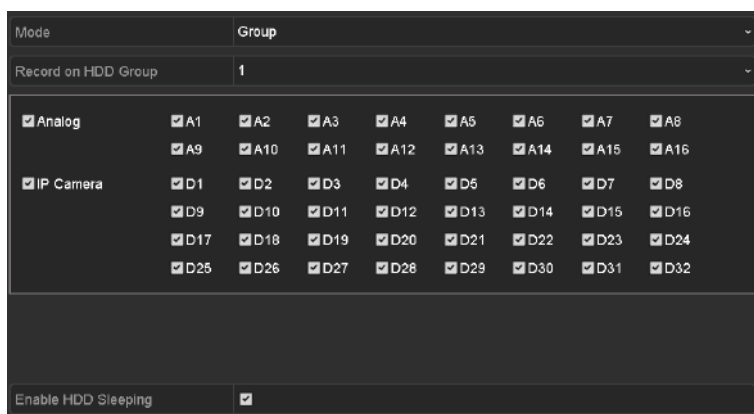 Mode Group
Record on HDD Group 1
Analog A1 A2 A3 A4 A5 A6 A7 A8
A9 A10 A11 A12 A13 A14 A15 A16
IP Camera D1 D2 D3 D4 D5 D6 D7 D8
D9 D10 D11 D12 D13 D14 D15 D16
D17 D18 D19 D20 D21 D22 D23 D24
D25 D26 D27 D28 D29 D30 D31 D32
Enable HDD Sleeping